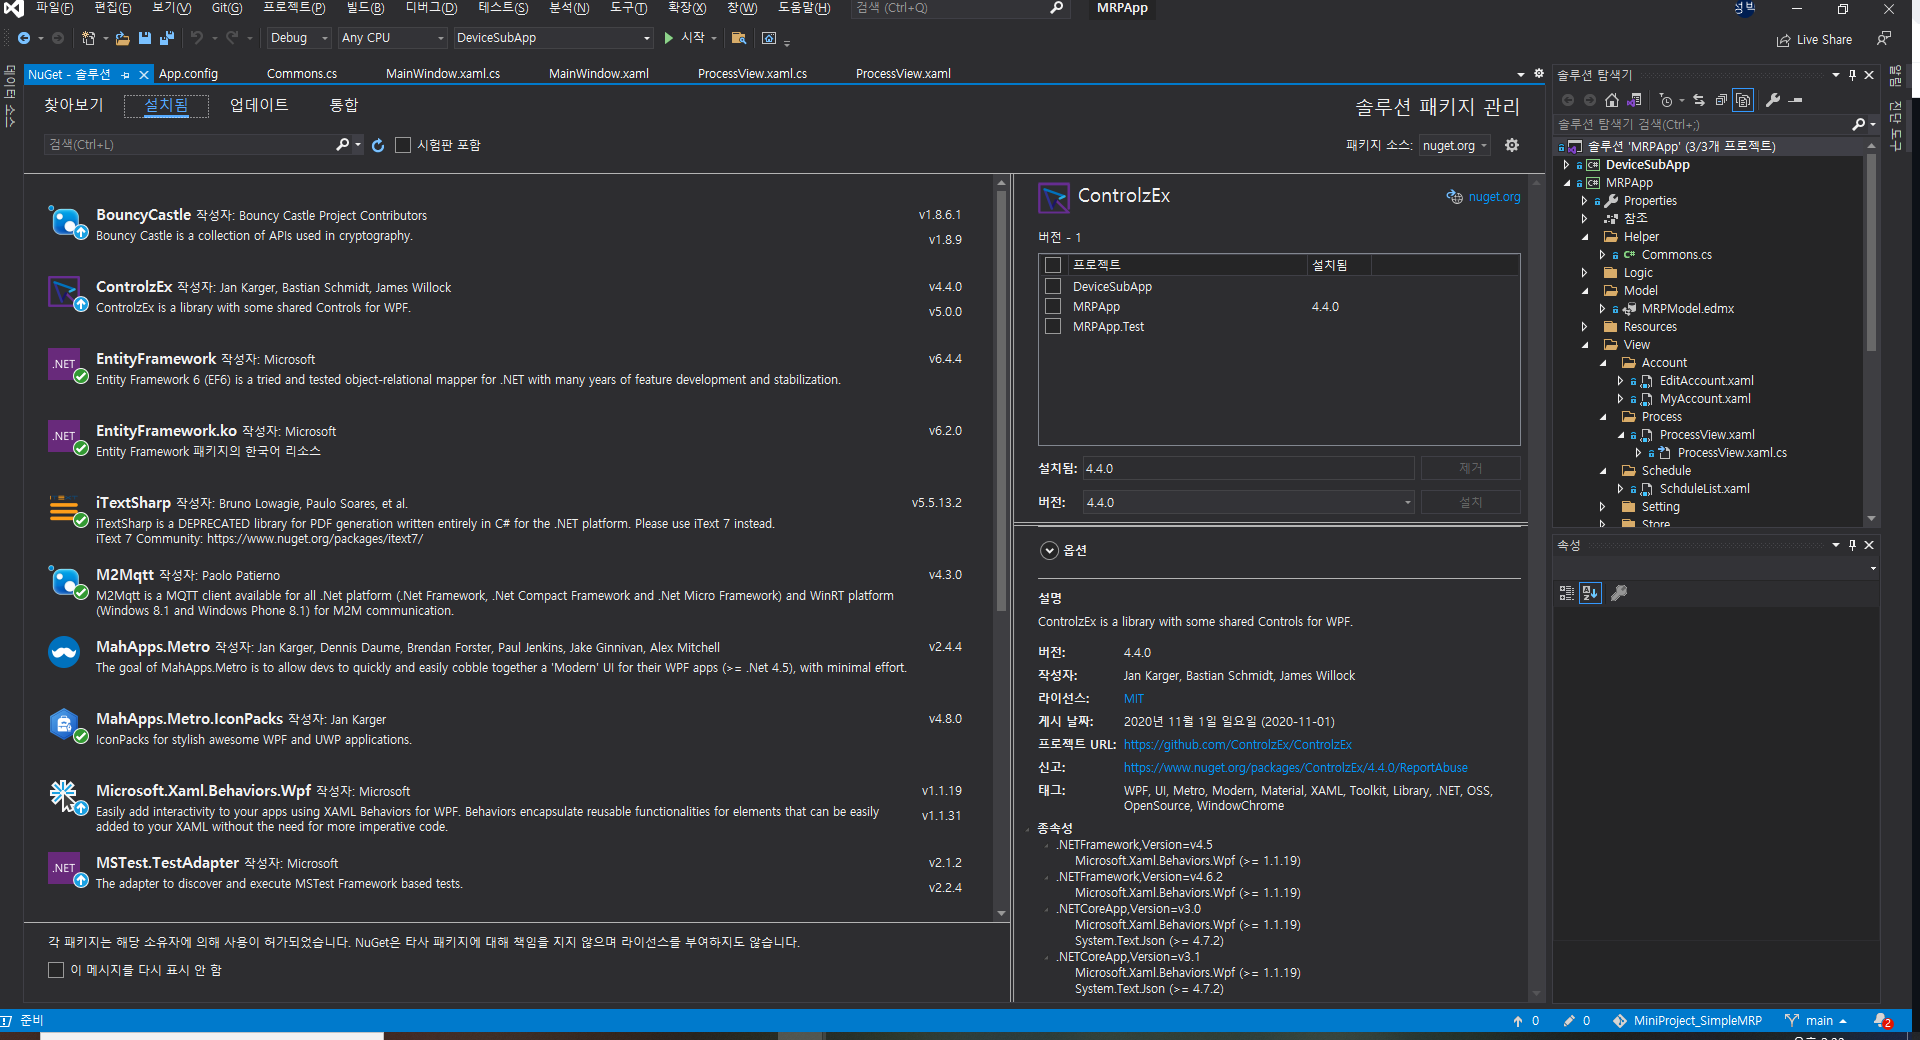 파일(F) 편집(E) 보기(V) Git(G) 프로젝트(P) 빌드(B) 디버그(D) 테스트(S) 분석(N) 도구(T) 확장(X) 창(W) 도움말(H) 검색 (Ctrl+Q) MRPApp 성빅
Debug Any CPU DeviceSubApp 시작 Live Share
데이터 소스
NuGet - 솔루션 App.config Commons.cs MainWindow.xaml.cs MainWindow.xaml ProcessView.xaml.cs ProcessView.xaml
찾아보기 설치됨 업데이트 통합 솔루션 패키지 관리
검색(Ctrl+L) 시험판 포함 패키지 소스: nuget.org
BouncyCastle 작성자: Bouncy Castle Project Contributors v1.8.6.1
Bouncy Castle is a collection of APIs used in cryptography. v1.8.9
ControlzEx 작성자: Jan Karger, Bastian Schmidt, James Willock v4.4.0
ControlzEx is a library with some shared Controls for WPF. v5.0.0
.NET EntityFramework 작성자: Microsoft v6.4.4
Entity Framework 6 (EF6) is a tried and tested object-relational mapper for .NET with many years of feature development and stabilization.
.NET EntityFramework.ko 작성자: Microsoft v6.2.0
Entity Framework 패키지의 한국어 리소스
iTextSharp 작성자: Bruno Lowagie, Paulo Soares, et al. v5.5.13.2
iTextSharp is a DEPRECATED library for PDF generation written entirely in C# for the .NET platform. Please use iText 7 instead.
iText 7 Community: https://www.nuget.org/packages/itext7/
M2Mqtt 작성자: Paolo Patierno v4.3.0
M2Mqtt is a MQTT client available for all .Net platform (.Net Framework, .Net Compact Framework and .Net Micro Framework) and WinRT platform
(Windows 8.1 and Windows Phone 8.1) for M2M communication.
MahApps.Metro 작성자: Jan Karger, Dennis Daume, Brendan Forster, Paul Jenkins, Jake Ginnivan, Alex Mitchell v2.4.4
The goal of MahApps.Metro is to allow devs to quickly and easily cobble together a 'Modern' UI for their WPF apps (>= .Net 4.5), with minimal effort.
MahApps.Metro.IconPacks 작성자: Jan Karger v4.8.0
IconPacks for stylish awesome WPF and UWP applications.
Microsoft.Xaml.Behaviors.Wpf 작성자: Microsoft v1.1.19
Easily add interactivity to your apps using XAML Behaviors for WPF. Behaviors encapsulate reusable functionalities for elements that can be easily v1.1.31
added to your XAML without the need for more imperative code.
.NET MSTest.TestAdapter 작성자: Microsoft v2.1.2
The adapter to discover and execute MSTest Framework based tests. v2.2.4
각 패키지는 해당 소유자에 의해 사용이 허가되었습니다. NuGet은 타사 패키지에 대해 책임을 지지 않으며 라이선스를 부여하지도 않습니다.
이 메시지를 다시 표시 안 함
ControlzEx nuget.org
버전 - 1
프로젝트 설치됨
DeviceSubApp
MRPApp 4.4.0
MRPApp.Test
설치됨: 4.4.0 제거
버전: 4.4.0 설치
옵션
설명
ControlzEx is a library with some shared Controls for WPF.
버전: 4.4.0
작성자: Jan Karger, Bastian Schmidt, James Willock
라이선스: MIT
게시 날짜: 2020년 11월 1일 일요일 (2020-11-01)
프로젝트 URL: https://github.com/ControlzEx/ControlzEx
신고: https://www.nuget.org/packages/ControlzEx/4.4.0/ReportAbuse
태그: WPF, UI, Metro, Modern, Material, XAML, Toolkit, Library, .NET, OSS,
OpenSource, WindowChrome
종속성
.NETFramework,Version=v4.5
Microsoft.Xaml.Behaviors.Wpf (>= 1.1.19)
.NETFramework,Version=v4.6.2
Microsoft.Xaml.Behaviors.Wpf (>= 1.1.19)
.NETCoreApp,Version=v3.0
Microsoft.Xaml.Behaviors.Wpf (>= 1.1.19)
System.Text.Json (>= 4.7.2)
.NETCoreApp,Version=v3.1
Microsoft.Xaml.Behaviors.Wpf (>= 1.1.19)
System.Text.Json (>= 4.7.2)
솔루션 탐색기
솔루션 탐색기 검색(Ctrl+;)
솔루션 'MRPApp' (3/3개 프로젝트)
C# DeviceSubApp
C# MRPApp
Properties
참조
Helper
C# Commons.cs
Logic
Model
MRPModel.edmx
Resources
View
Account
EditAccount.xaml
MyAccount.xaml
Process
ProcessView.xaml
ProcessView.xaml.cs
Schedule
SchduleList.xaml
Setting
Store
속성
알림
진단 도구
준비 0 0 MiniProject_SimpleMRP main 2